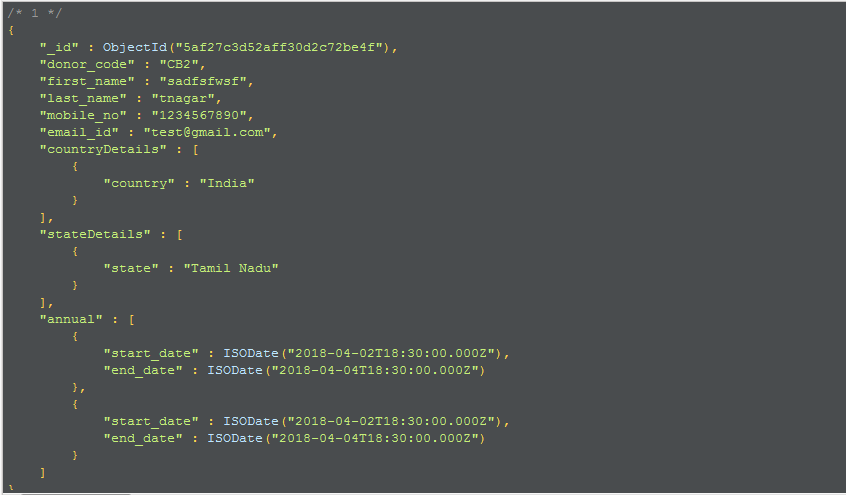 /* 1 */
{
    "_id" : ObjectId("5af27c3d52aff30d2c72be4f"),
    "donor_code" : "CB2",
    "first_name" : "sadfsfwsf",
    "last_name" : "tnagar",
    "mobile_no" : "1234567890",
    "email_id" : "test@gmail.com",
    "countryDetails" : [
        {
            "country" : "India"
        }
    ],
    "stateDetails" : [
        {
            "state" : "Tamil Nadu"
        }
    ],
    "annual" : [
        {
            "start_date" : ISODate("2018-04-02T18:30:00.000Z"),
            "end_date" : ISODate("2018-04-04T18:30:00.000Z")
        },
        {
            "start_date" : ISODate("2018-04-02T18:30:00.000Z"),
            "end_date" : ISODate("2018-04-04T18:30:00.000Z")
        }
    ]
}